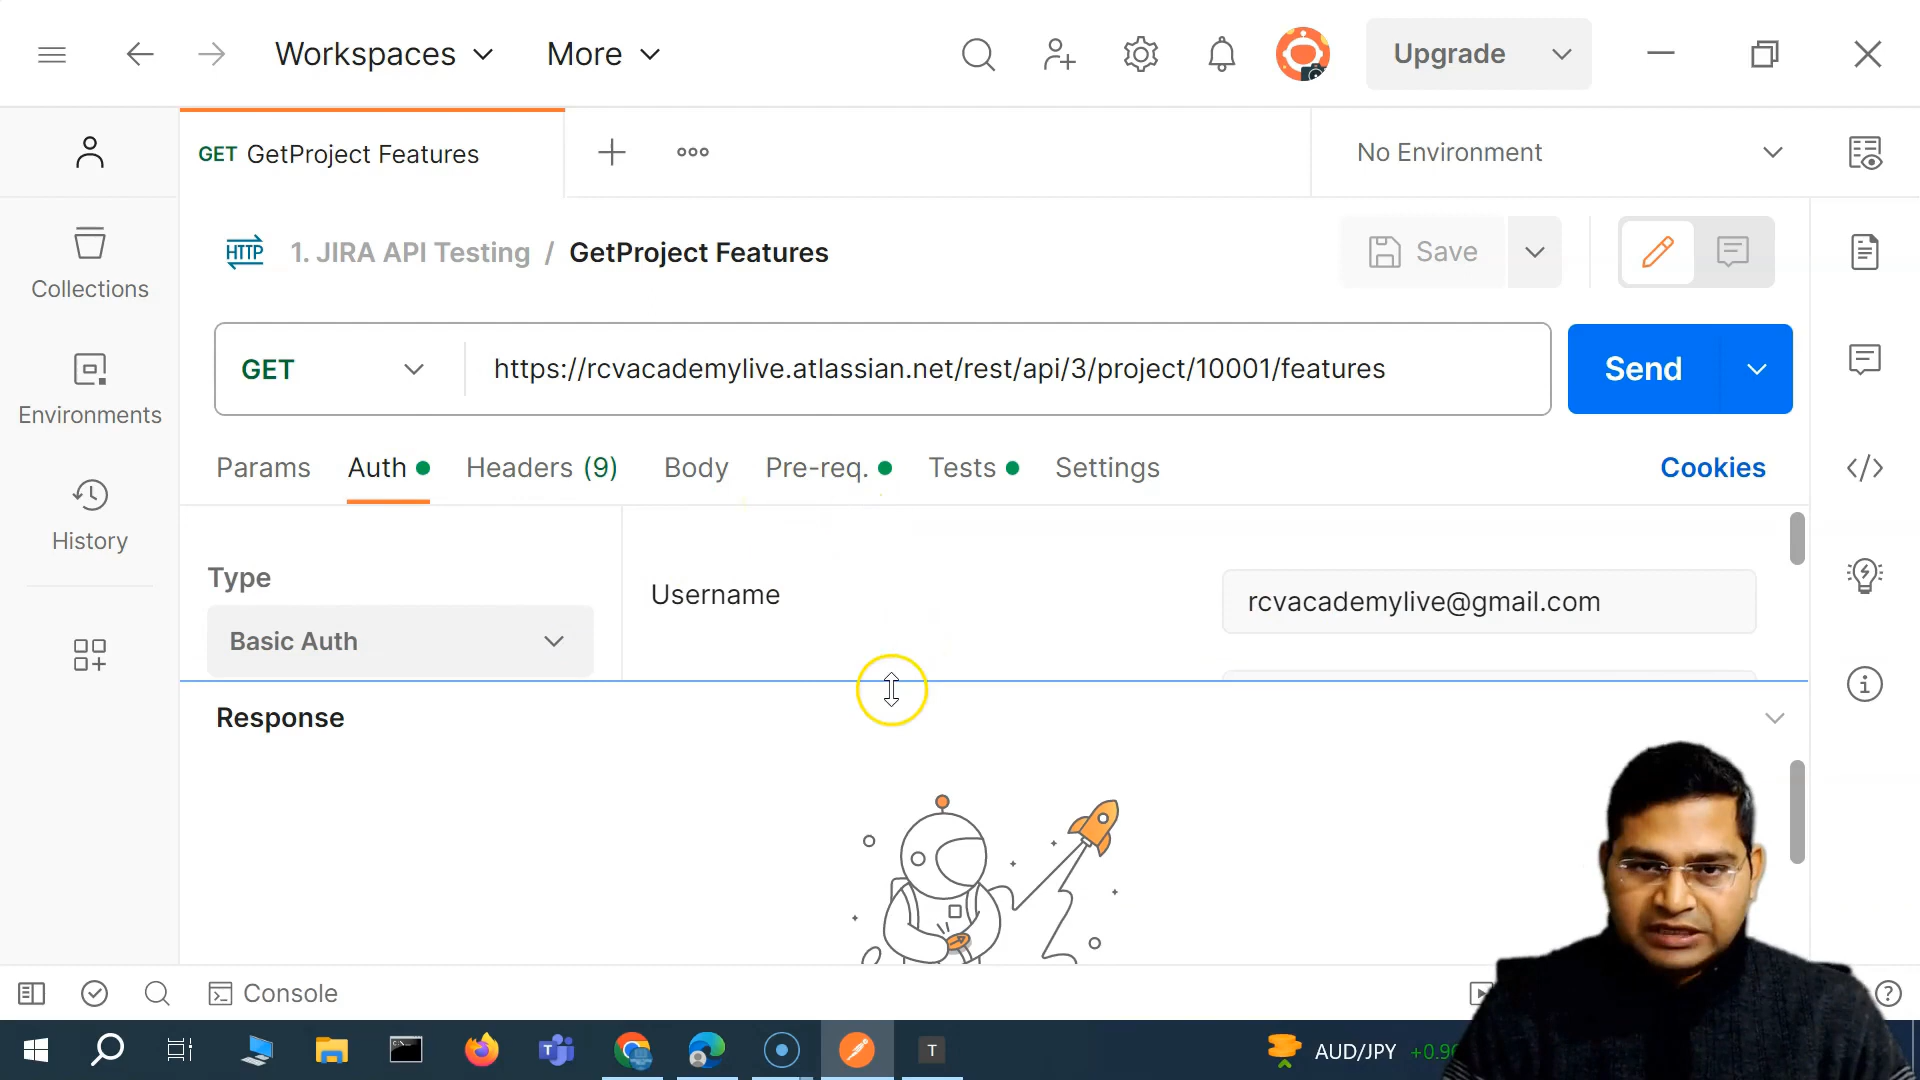 Workspaces More Upgrade
GET GetProject Features No Environment
HTTP 1. JIRA API Testing / GetProject Features Save
Collections
GET https://rcvacademylive.atlassian.net/rest/api/3/project/10001/features Send
Environments
Params Auth Headers (9) Body Pre-req. Tests Settings Cookies
History
Type
Username rcvacademylive@gmail.com
Basic Auth
Response
Console
T AUD/JPY